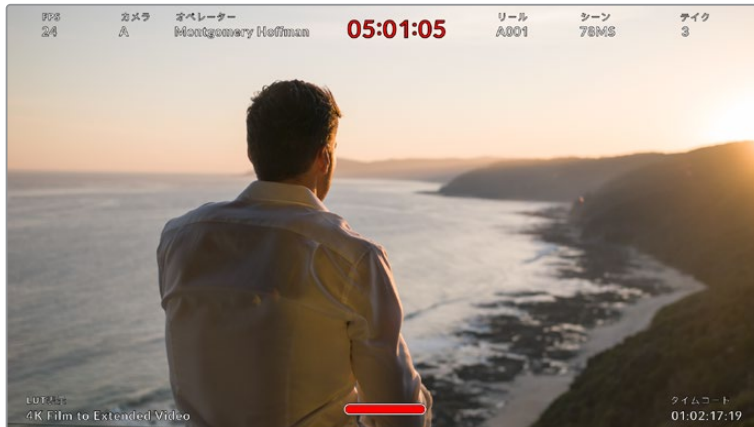 FPS
24
カメラ
A
オペレーター
Montgomery Hoffman
05:01:05
リール
A001
シーン
78MS
テイク
3
LUT
4K Film to Extended Video
タイムコード
01:02:17:19